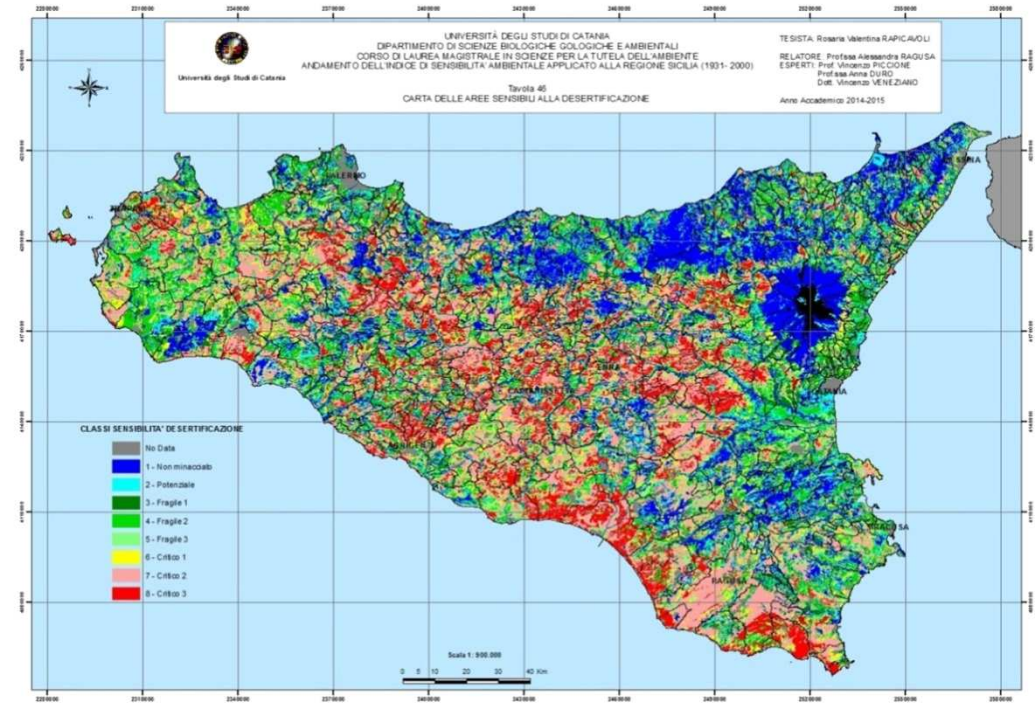 UNIVERSITÀ DEGLI STUDI DI CATANIA
DIPARTIMENTO DI SCIENZE BIOLOGICHE GOLOGICHE E AMBIENTALI
CORSO DI LAUREA MAGISTRALE IN SCIENZE PER LA TUTELA DELL'AMBIENTE
ANDAMENTO DELL'INDICE DI SENSIBILITA' AMBIENTALE APPLICATO ALLA REGIONE SICILIA (1931- 2000)
Tavola 46
CARTA DELLE AREE SENSIBILI ALLA DESERTIFICAZIONE
Università degli Studi di Catania
TESISTA: Rosaria Valentina RAPICAVOLI
RELATORE: Prof.ssa Alessandra RAGUSA
ESPERTI: Prof. Vincenzo PICCIONE
Prof.ssa Anna DURO
Dott. Vincenzo VENEZIANO
Anno Accademico 2014-2015
PALERMO
ENNA
CATANIA
RAGUSA
CLASSI SENSIBILITA' DESERTIFICAZIONE
No Data
1 - Non minacciato
2 - Potenziale
3 - Fragile 1
4 - Fragile 2
5 - Fragile 3
6 - Critico 1
7 - Critico 2
8 - Critico 3
Scala 1: 900.000
0 5 10 20 30 40 Km